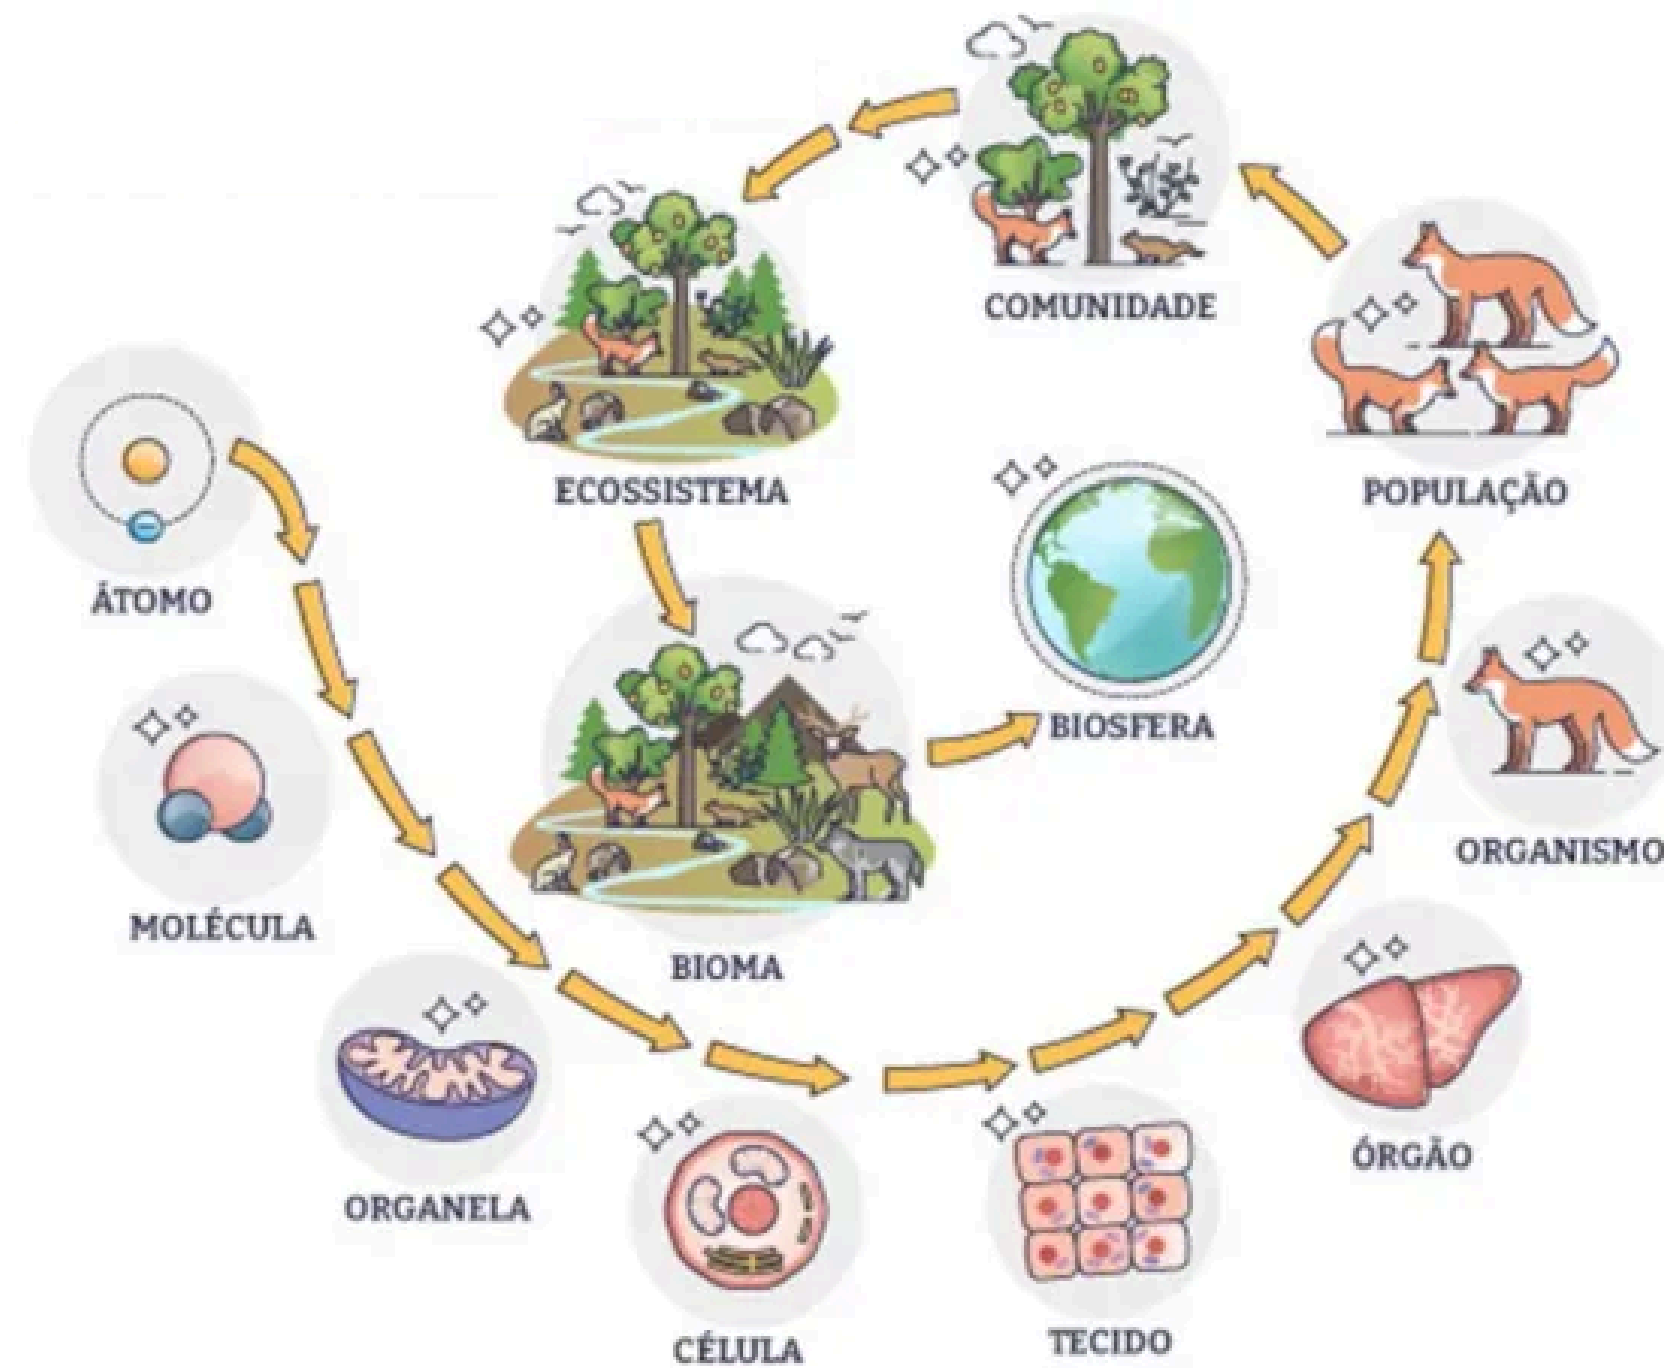 ÁTOMO
MOLÉCULA
ORGANELA
CÉLULA
TECIDO
ÓRGÃO
ORGANISMO
POPULAÇÃO
COMUNIDADE
ECOSSISTEMA
BIOMA
BIOSFERA